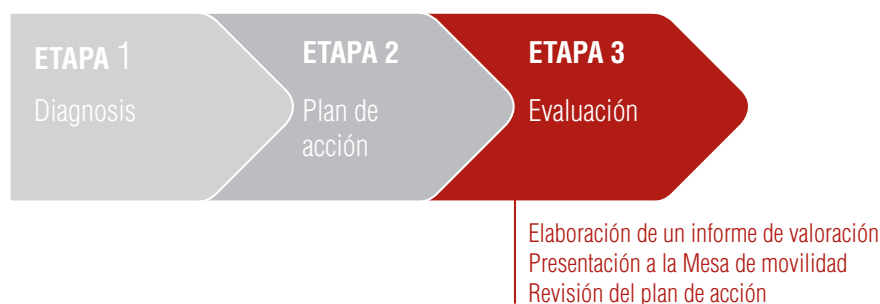 ETAPA 1
Diagnosis
ETAPA 2
Plan de
acción
ETAPA 3
Evaluación
Elaboración de un informe de valoración
Presentación a la Mesa de movilidad
Revisión del plan de acción